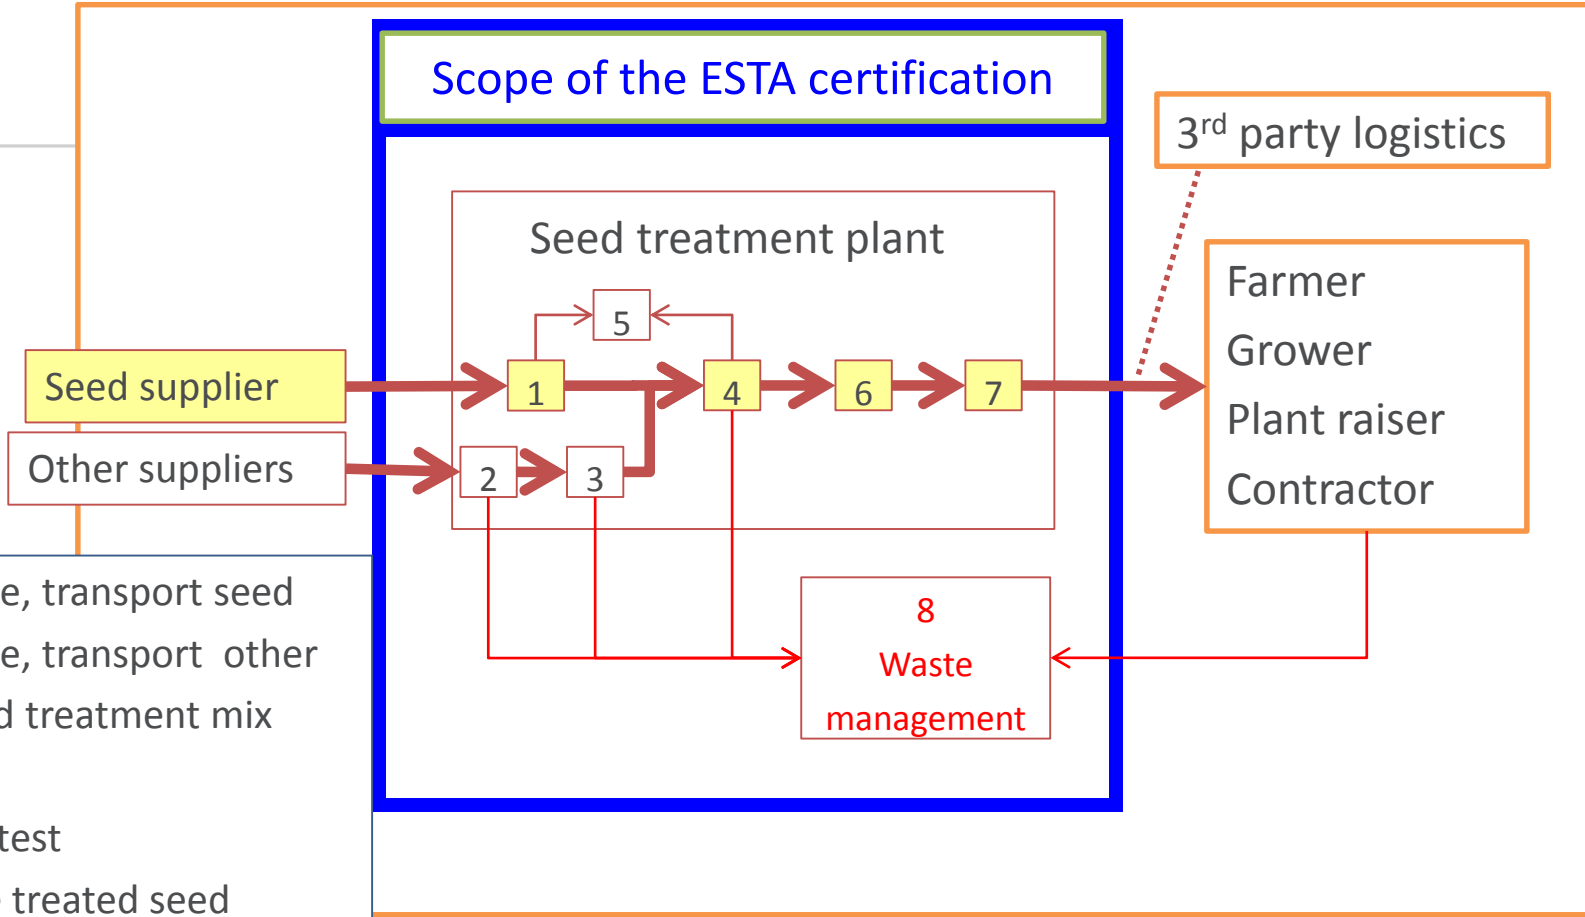 Scope of the ESTA certification
3rd party logistics
Seed treatment plant
5
Farmer
Grower
Plant raiser
Contractor
Seed supplier
1
4
6
7
Other suppliers
2
3
e, transport seed
e, transport other
d treatment mix
test
treated seed
8
Waste
management